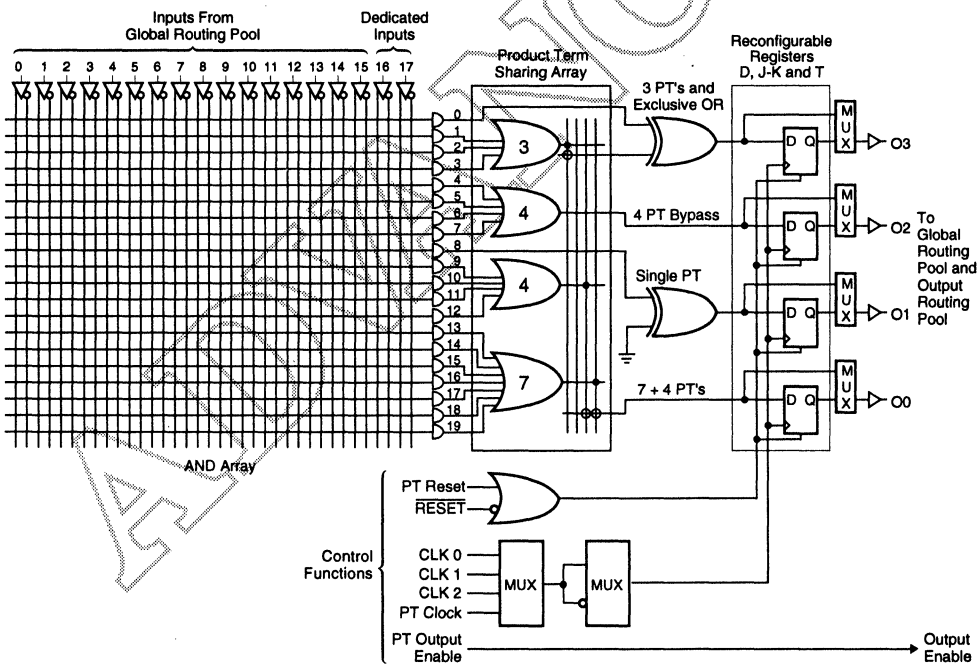 Inputs From
Global Routing Pool
Dedicated
Inputs
0 1 2 3 4 5 6 7 8 9 10 11 12 13 14 15 16 17
Product Term
Sharing Array
3 PT's and
Exclusive OR
Reconfigurable
Registers
D, J-K and T
0
1
2
3
4
5
6
7
8
9
10
11
12
13
14
15
16
17
18
19
3
4
4
7
4 PT Bypass
Single PT
7 + 4 PT's
D Q
MUX
O3
D Q
MUX
O2
D Q
MUX
O1
D Q
MUX
O0
To
Global
Routing
Pool and
Output
Routing
Pool
AND Array
Control
Functions
PT Reset
RESET
CLK 0
CLK 1
CLK 2
PT Clock
MUX
MUX
PT Output
Enable
Output
Enable